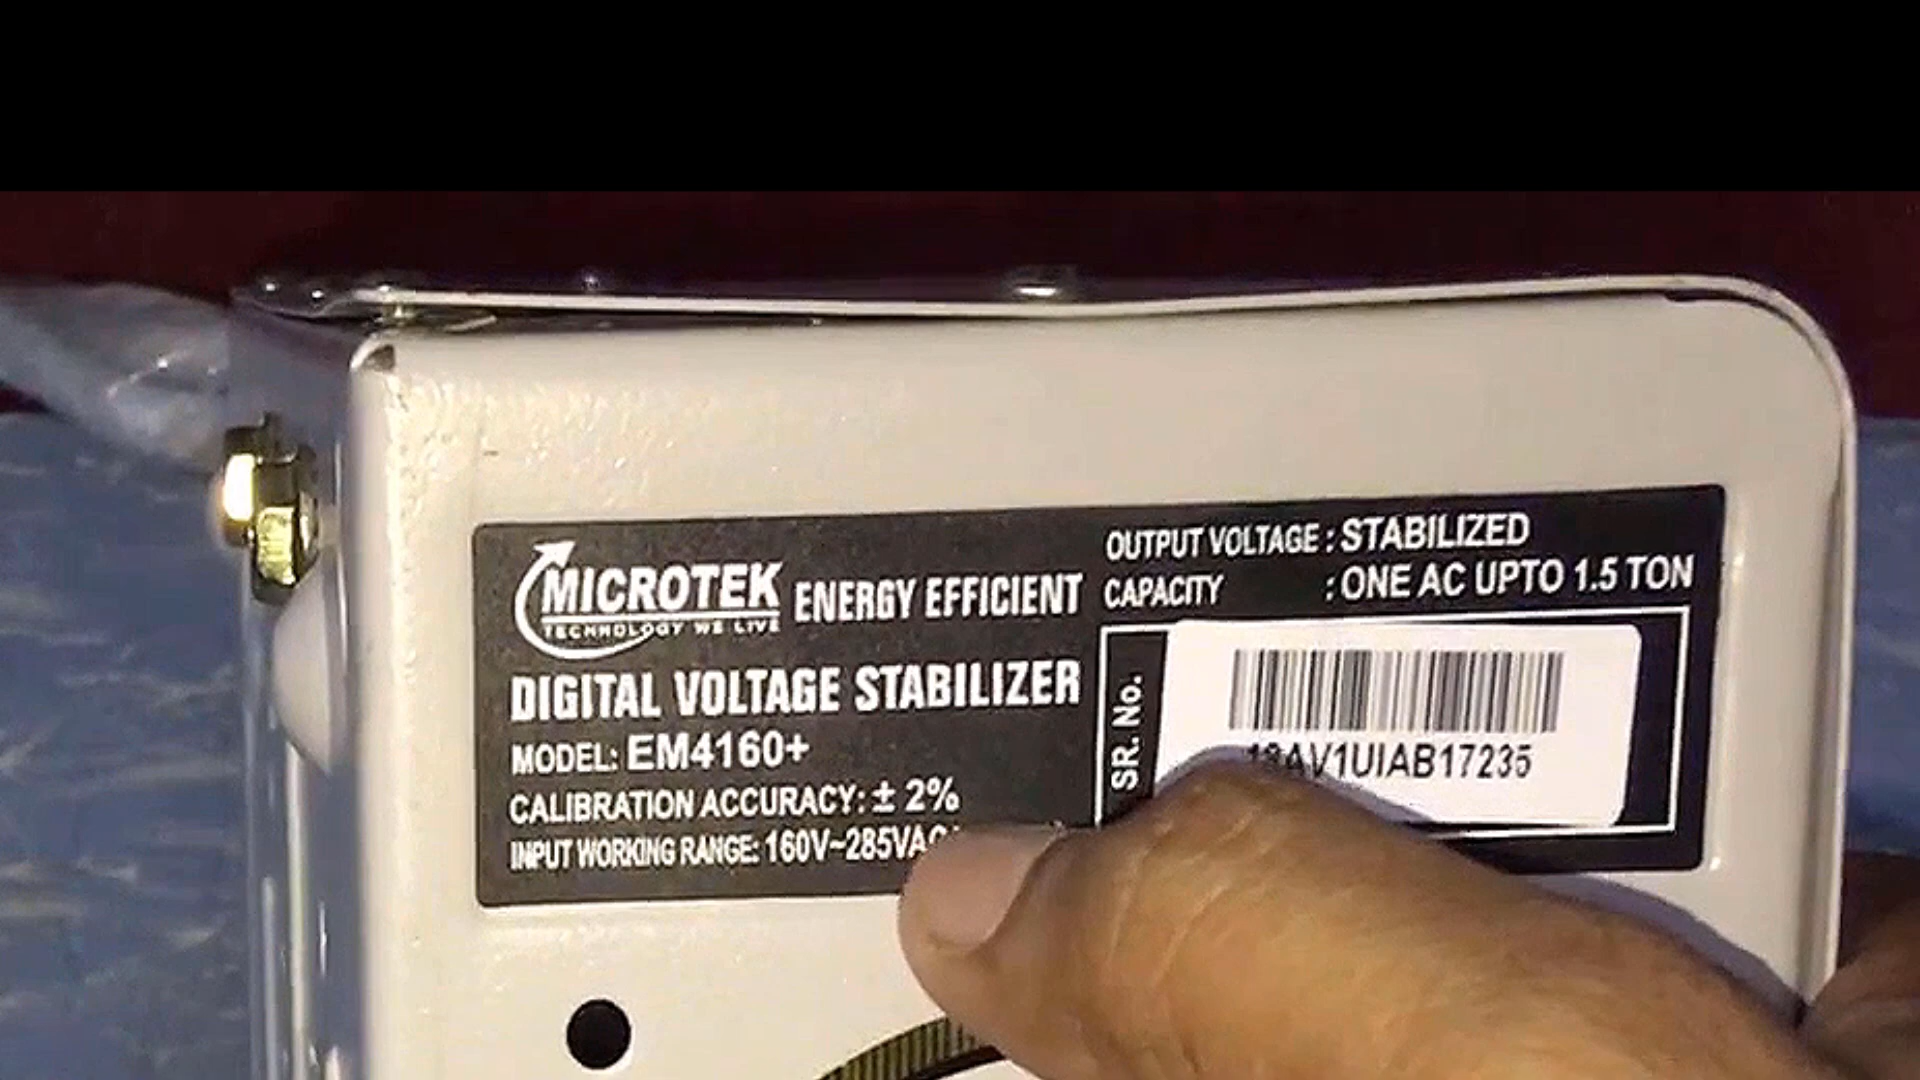 MICROTEK
TECHNOLOGY WE LIVE
ENERGY EFFICIENT
DIGITAL VOLTAGE STABILIZER
MODEL: EM4160+
CALIBRATION ACCURACY: ± 2%
INPUT WORKING RANGE: 160V~285VAC
OUTPUT VOLTAGE : STABILIZED
CAPACITY : ONE AC UPTO 1.5 TON
SR. No.